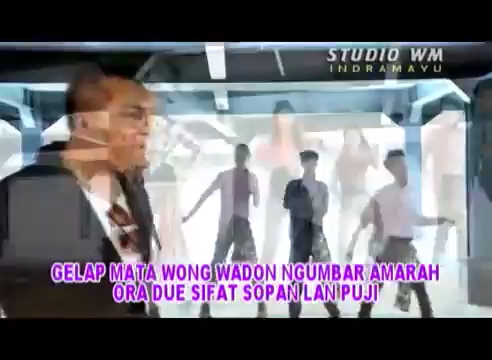 STUDIO WM
INDRAMAYU
GELAP MATA WONG WADON NGUMBAR AMARAH
ORA DUE SIFAT SOPAN LAN PUJI